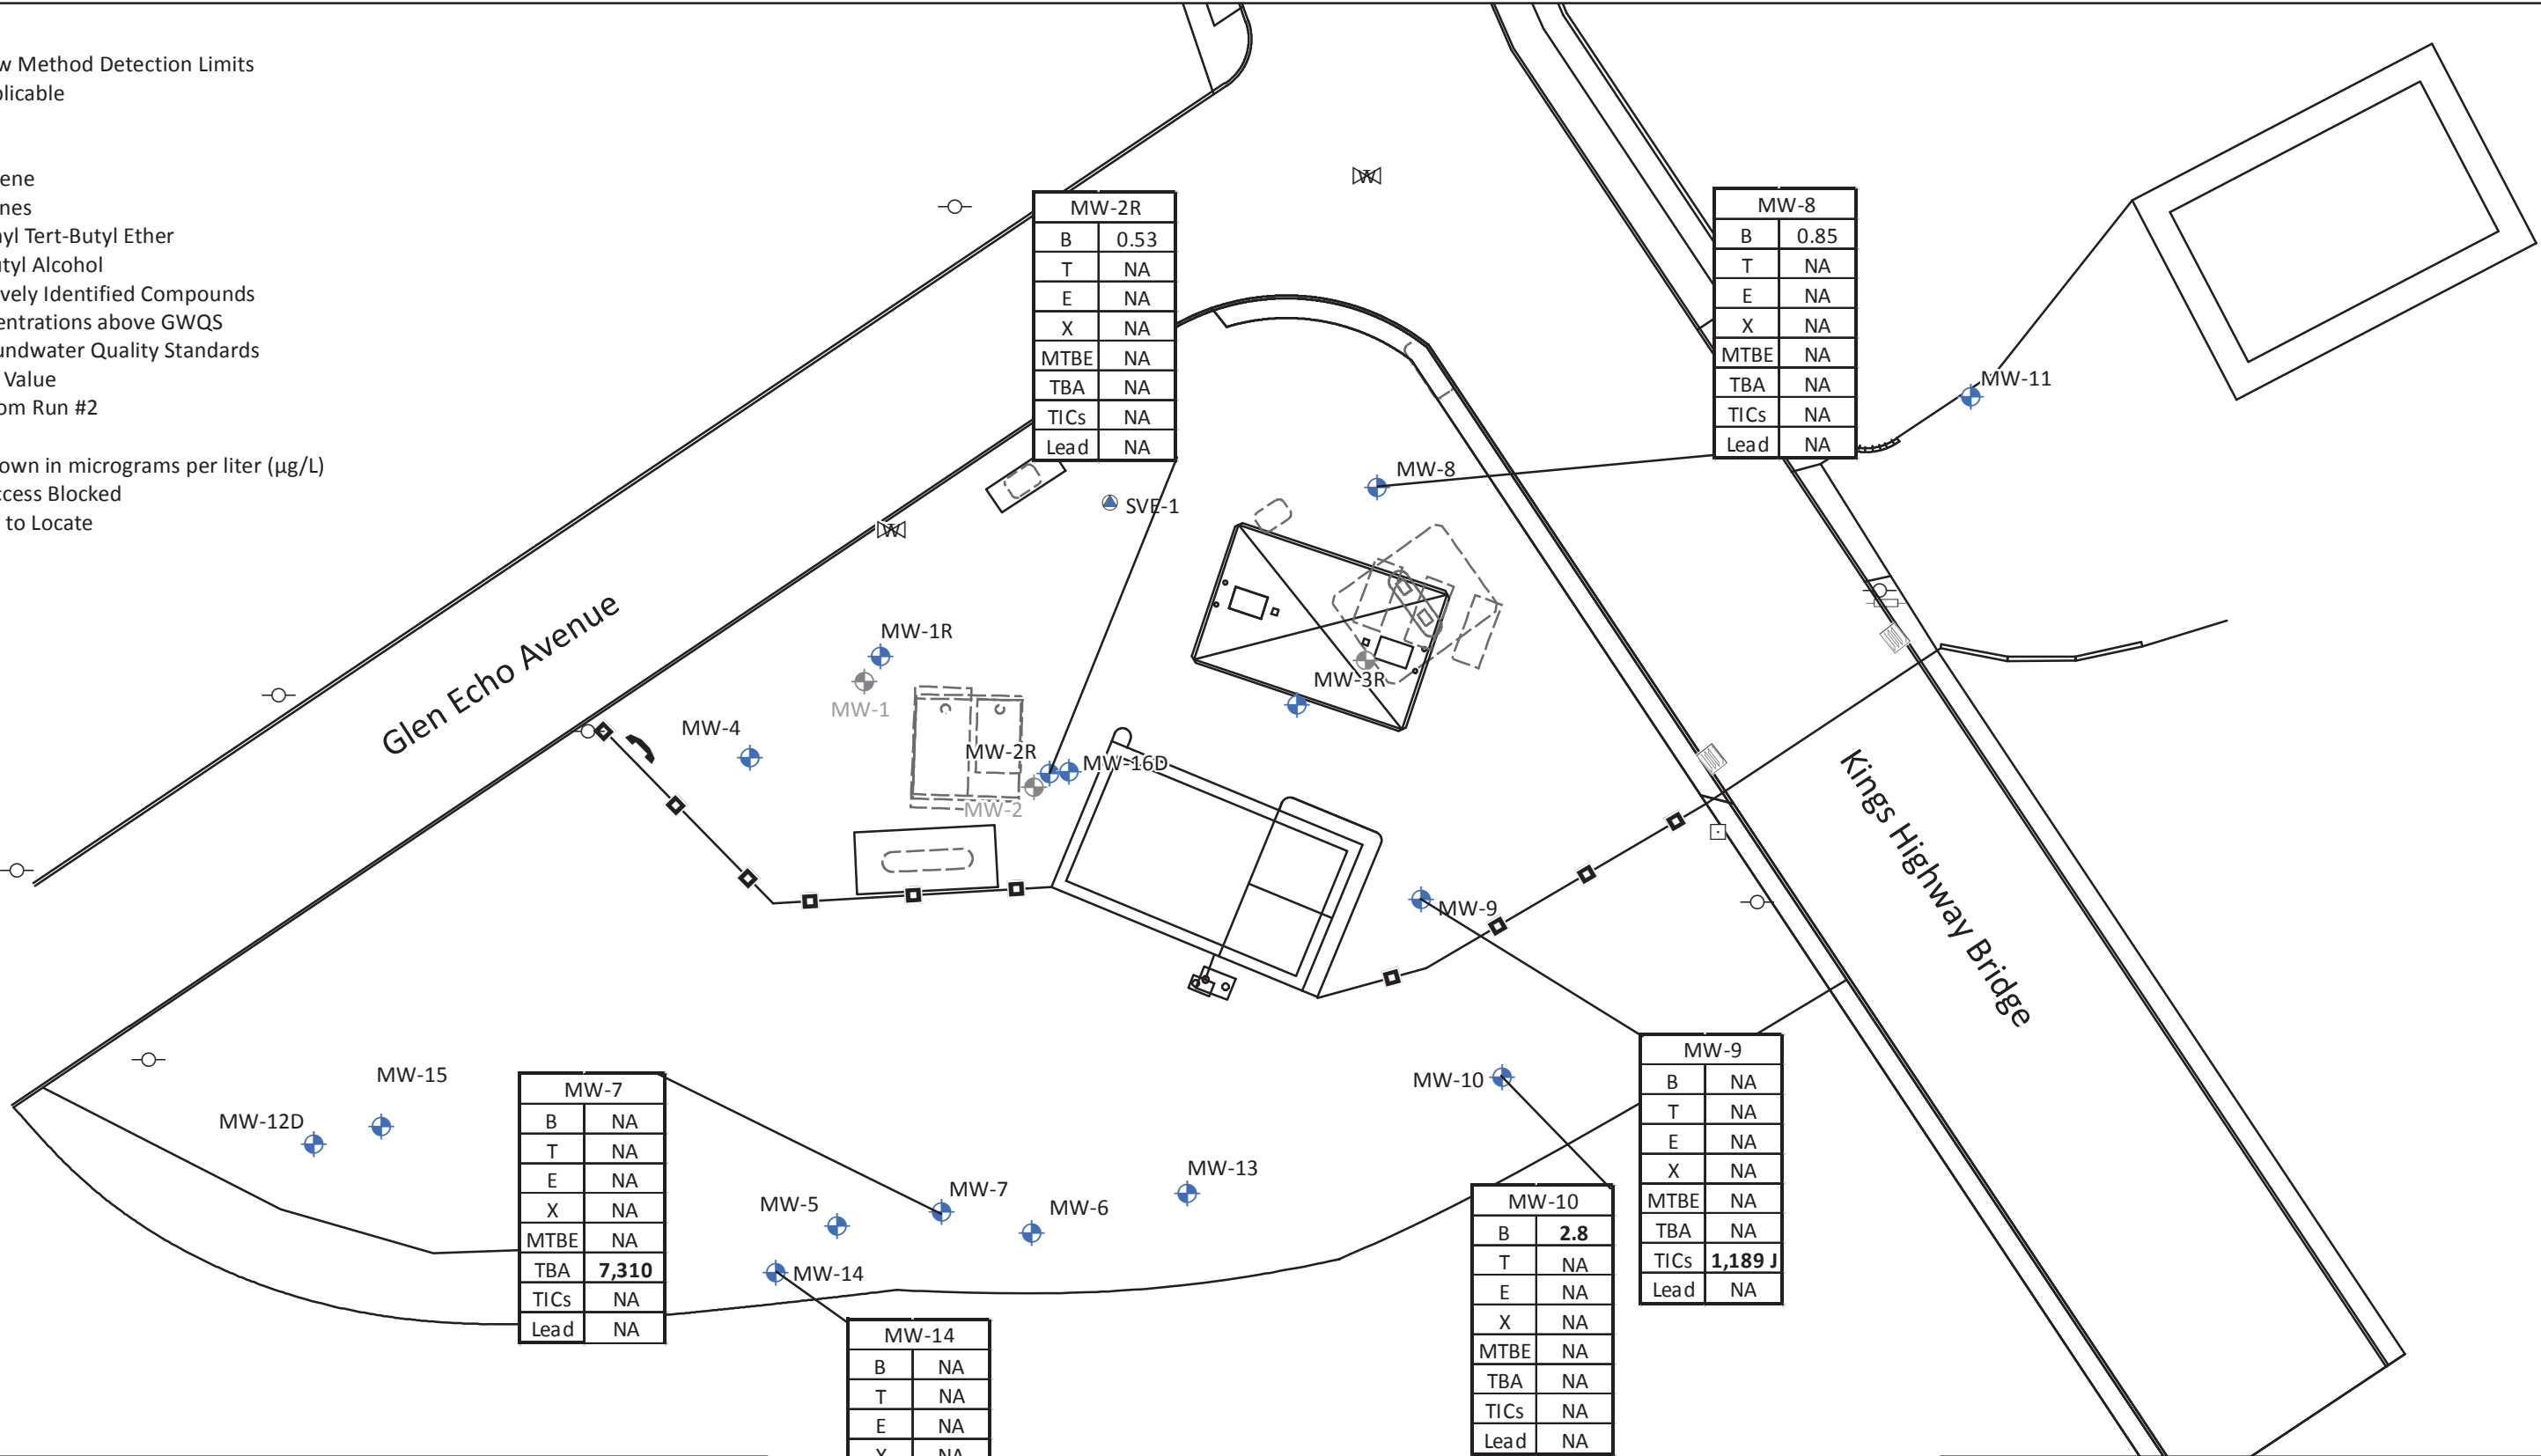 w Method Detection Limits
plicable
ene
nes
yl Tert-Butyl Ether
utyl Alcohol
vely Identified Compounds
entrations above GWQS
undwater Quality Standards
Value
om Run #2
own in micrograms per liter (µg/L)
ccess Blocked
to Locate
W
MW-2R
B 0.53
T NA
E NA
X NA
MTBE NA
TBA NA
TICs NA
Lead NA
MW-8
B 0.85
T NA
E NA
X NA
MTBE NA
TBA NA
TICs NA
Lead NA
MW-11
MW-8
SVE-1
W
Glen Echo Avenue
MW-1R
MW-1
MW-3R
MW-4
MW-2R
MW-16D
MW-2
Kings Highway Bridge
MW-9
MW-15
MW-12D
MW-7
B NA
T NA
E NA
X NA
MTBE NA
TBA 7,310
TICs NA
Lead NA
MW-10
MW-9
B NA
T NA
E NA
X NA
MTBE NA
TBA NA
TICs 1,189 J
Lead NA
MW-13
MW-7
MW-5
MW-6
MW-14
MW-10
B 2.8
T NA
E NA
X NA
MTBE NA
TBA NA
TICs NA
Lead NA
MW-14
B NA
T NA
E NA
X NA